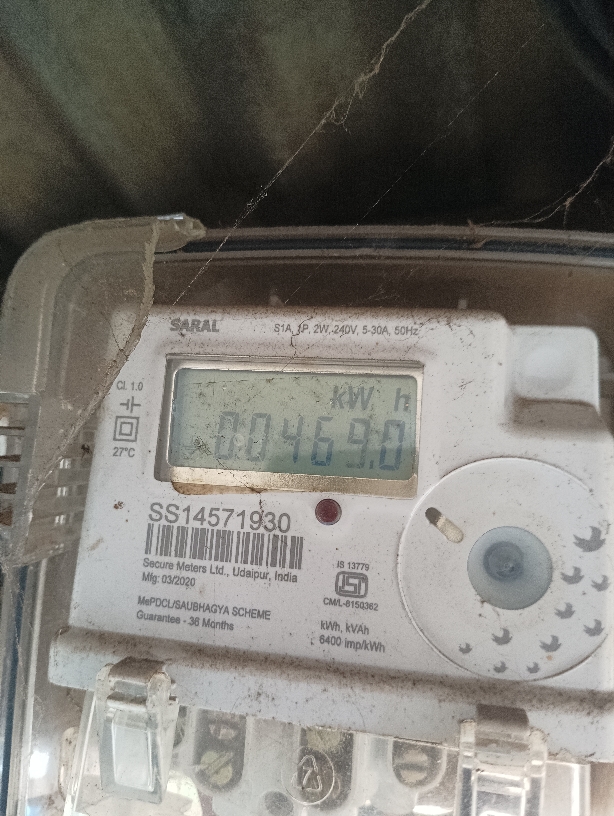 SARAL
S1A, 1P, 2W, 240V, 5-30A, 50Hz
Cl. 1.0
27°C
kW h
00469.0
SS14571930
Secure Meters Ltd., Udaipur, India
Mfg: 03/2020
MePDCL/SAUBHAGYA SCHEME
Guarantee - 36 Months
IS 13779
ISI
CM/L-8150362
kWh, kVAh
6400 imp/kWh